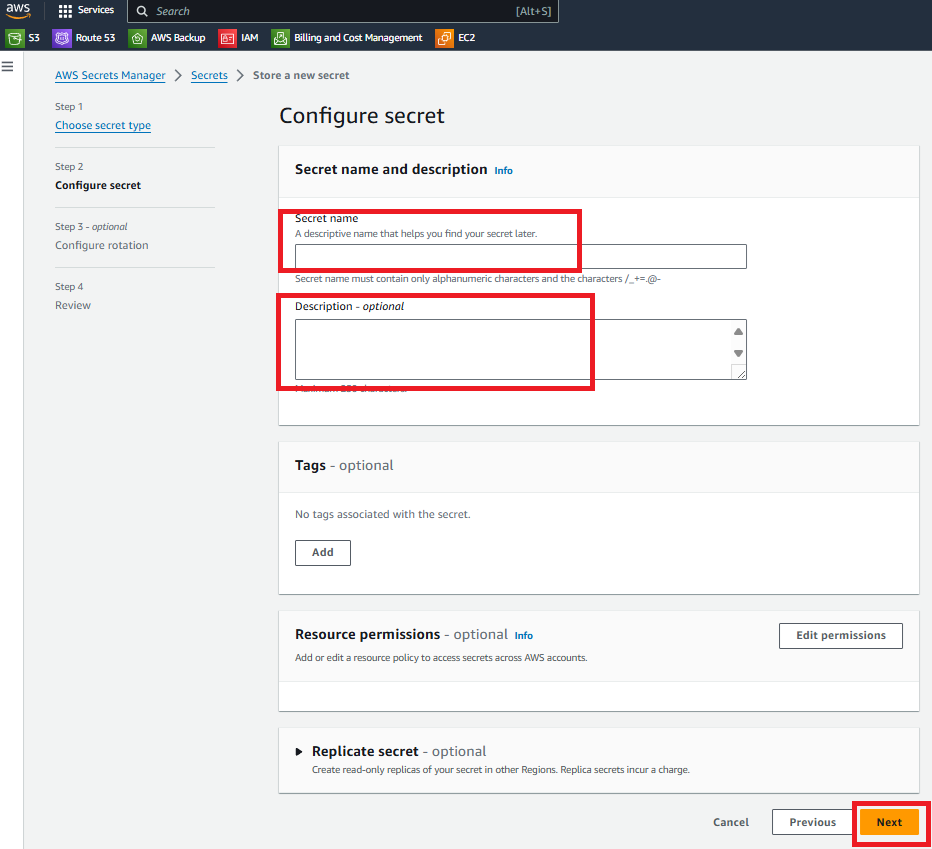 aws Services Search [Alt+S]
S3 Route 53 AWS Backup IAM Billing and Cost Management EC2
AWS Secrets Manager Secrets Store a new secret
Step 1
Choose secret type
Step 2
Configure secret
Step 3 - optional
Configure rotation
Step 4
Review
Configure secret
Secret name and description Info
Secret name
A descriptive name that helps you find your secret later.
Secret name must contain only alphanumeric characters and the characters /_+=.@-
Description - optional
Maximum 250 characters.
Tags - optional
No tags associated with the secret.
Add
Resource permissions - optional Info
Edit permissions
Add or edit a resource policy to access secrets across AWS accounts.
Replicate secret - optional
Create read-only replicas of your secret in other Regions. Replica secrets incur a charge.
Cancel Previous Next